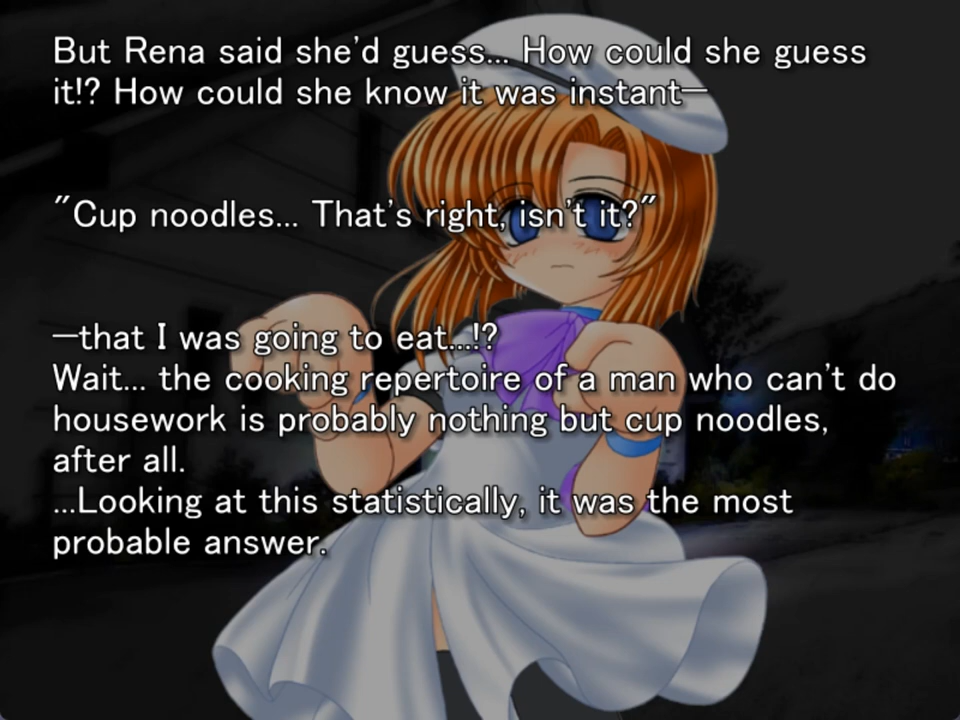 But Rena said she'd guess... How could she guess
it!? How could she know it was instant—
"Cup noodles... That's right, isn't it?"
—that I was going to eat...!?
Wait... the cooking repertoire of a man who can't do
housework is probably nothing but cup noodles,
after all.
...Looking at this statistically, it was the most
probable answer.